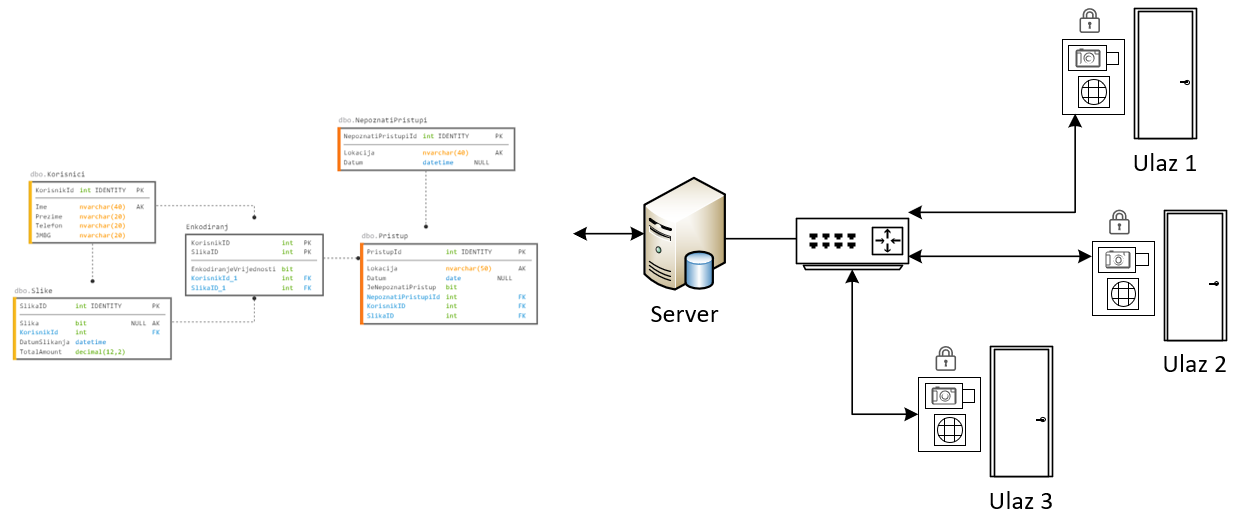 dbo.NepoznatiPristupi
NepoznatiPristupiId int IDENTITY PK
Lokacija nvarchar(40) AK
Datum datetime NULL
dbo.Korisnici
KorisnikId int IDENTITY PK
Ime nvarchar(40) AK
Prezime nvarchar(20)
Telefon nvarchar(20)
JMBG nvarchar(20)
Enkodiranj
KorisnikID int PK
SlikaID int PK
EnkodiranjeVrijednosti bit
KorisnikId_1 int FK
SlikaID_1 int FK
dbo.Pristup
PristupId int IDENTITY PK
Lokacija nvarchar(50) AK
Datum date NULL
JeNepoznatiPristup bit
NepoznatiPristupId int FK
KorisnikID int FK
SlikaID int FK
dbo.Slike
SlikaID int IDENTITY PK
Slika bit NULL AK
KorisnikId int FK
DatumSlikanja datetime
TotalAmount decimal(12,2)
Server
Ulaz 1
Ulaz 2
Ulaz 3